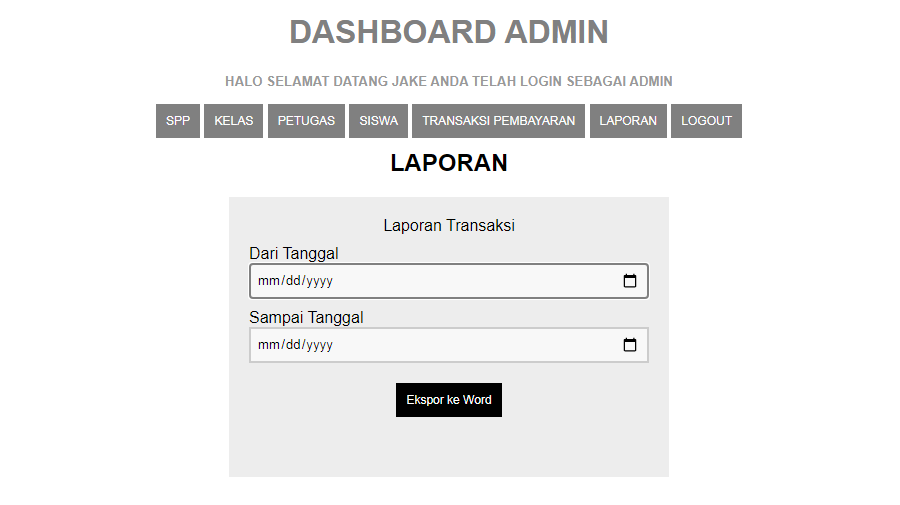 DASHBOARD ADMIN
HALO SELAMAT DATANG JAKE ANDA TELAH LOGIN SEBAGAI ADMIN
SPP KELAS PETUGAS SISWA TRANSAKSI PEMBAYARAN LAPORAN LOGOUT
LAPORAN
Laporan Transaksi
Dari Tanggal
mm/dd/yyyy
Sampai Tanggal
mm/dd/yyyy
Ekspor ke Word